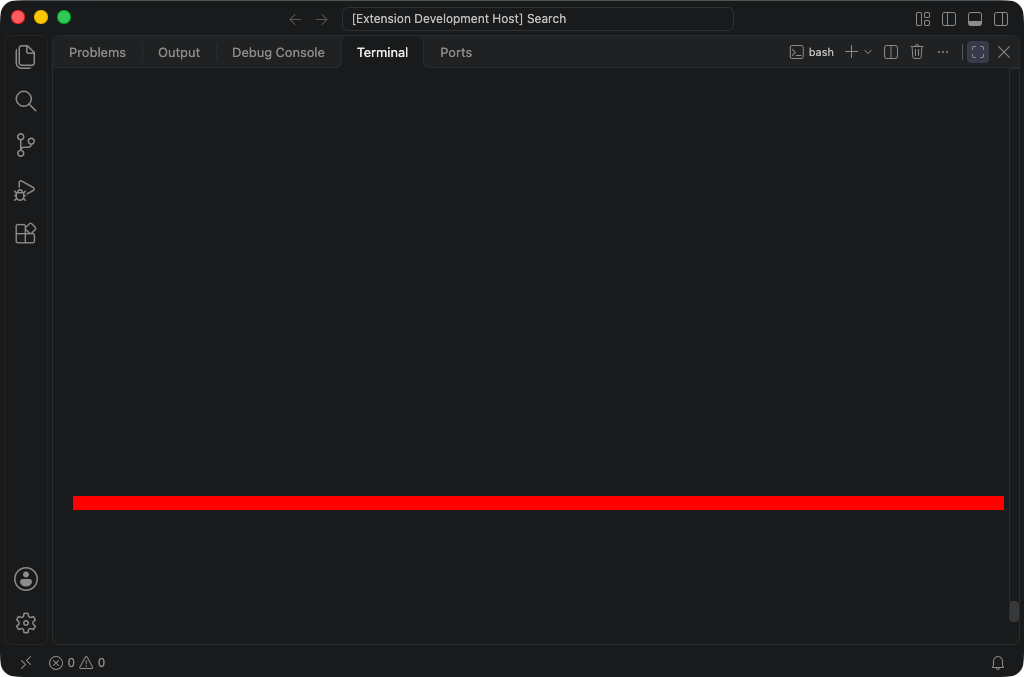 [Extension Development Host] Search
Problems Output Debug Console Terminal Ports bash
0 0